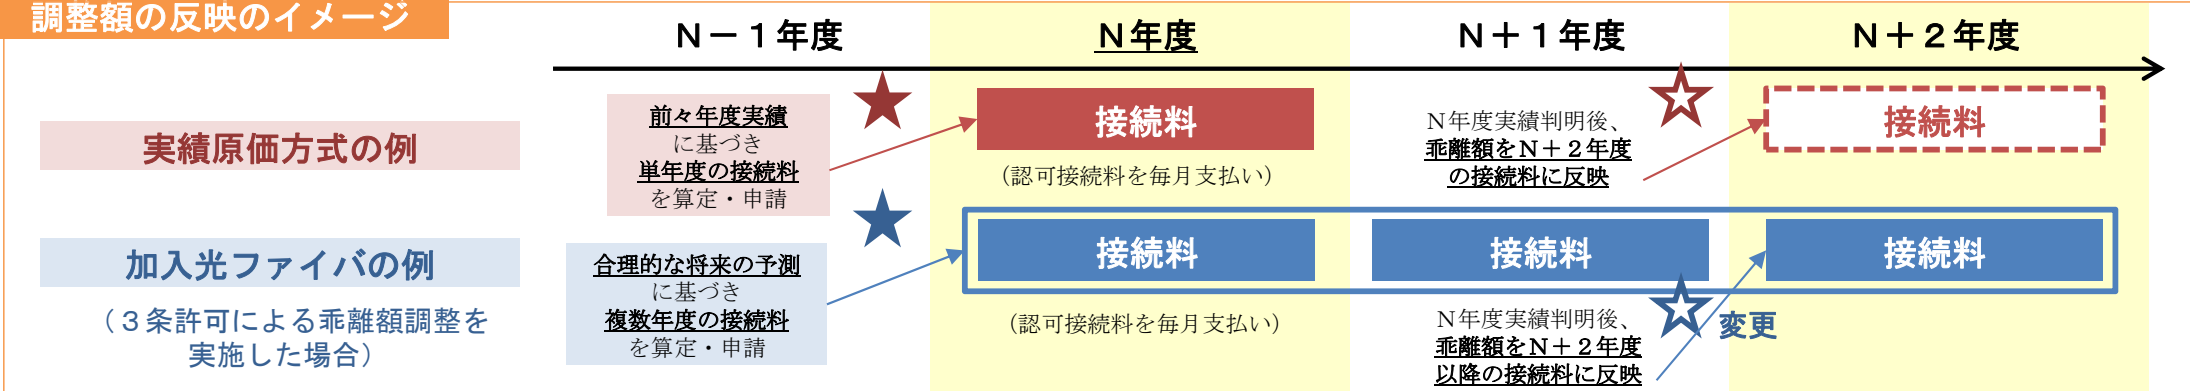 調整額の反映のイメージ
N－1年度
N年度
N＋1年度
N＋2年度
実績原価方式の例
前々年度実績
に基づき
単年度の接続料
を算定・申請
接続料
（認可接続料を毎月支払い）
N年度実績判明後、
乖離額をN＋2年度
の接続料に反映
接続料
加入光ファイバの例
（３条許可による乖離額調整を
実施した場合）
合理的な将来の予測
に基づき
複数年度の接続料
を算定・申請
接続料
（認可接続料を毎月支払い）
接続料
N年度実績判明後、
乖離額をN＋2年度
以降の接続料に反映
変更
接続料